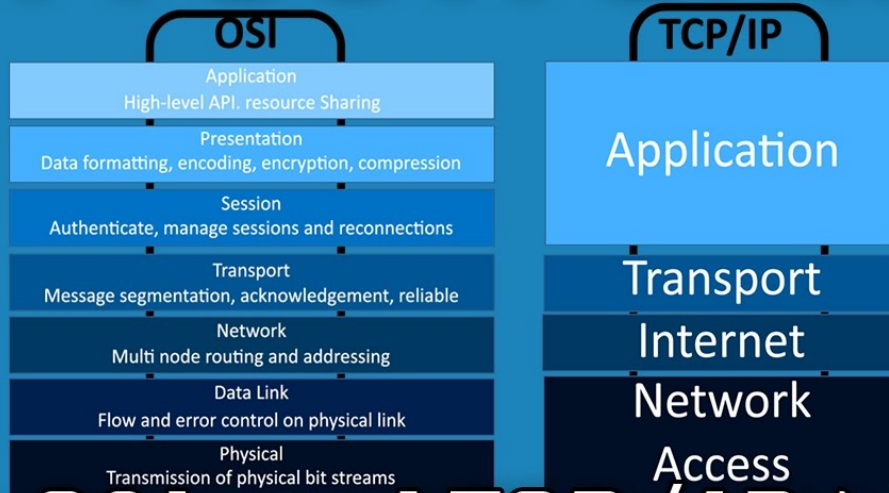 OSI
Application
High-level API. resource Sharing
Presentation
Data formatting, encoding, encryption, compression
Session
Authenticate, manage sessions and reconnections
Transport
Message segmentation, acknowledgement, reliable
Network
Multi node routing and addressing
Data Link
Flow and error control on physical link
Physical
Transmission of physical bit streams
TCP/IP
Application
Transport
Internet
Network
Access